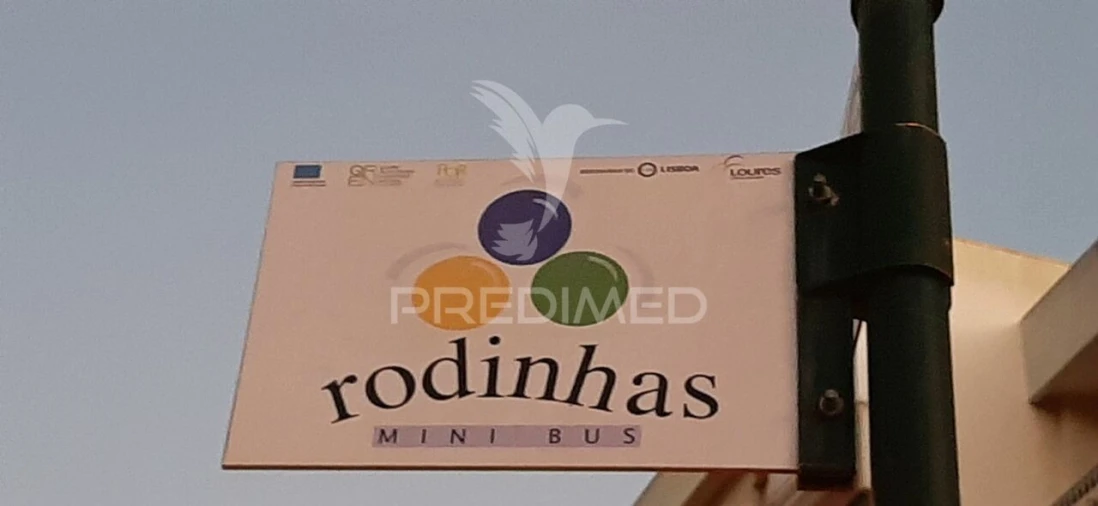 LISBOA
LOURES
PREDIMED
rodinhas
MINI BUS